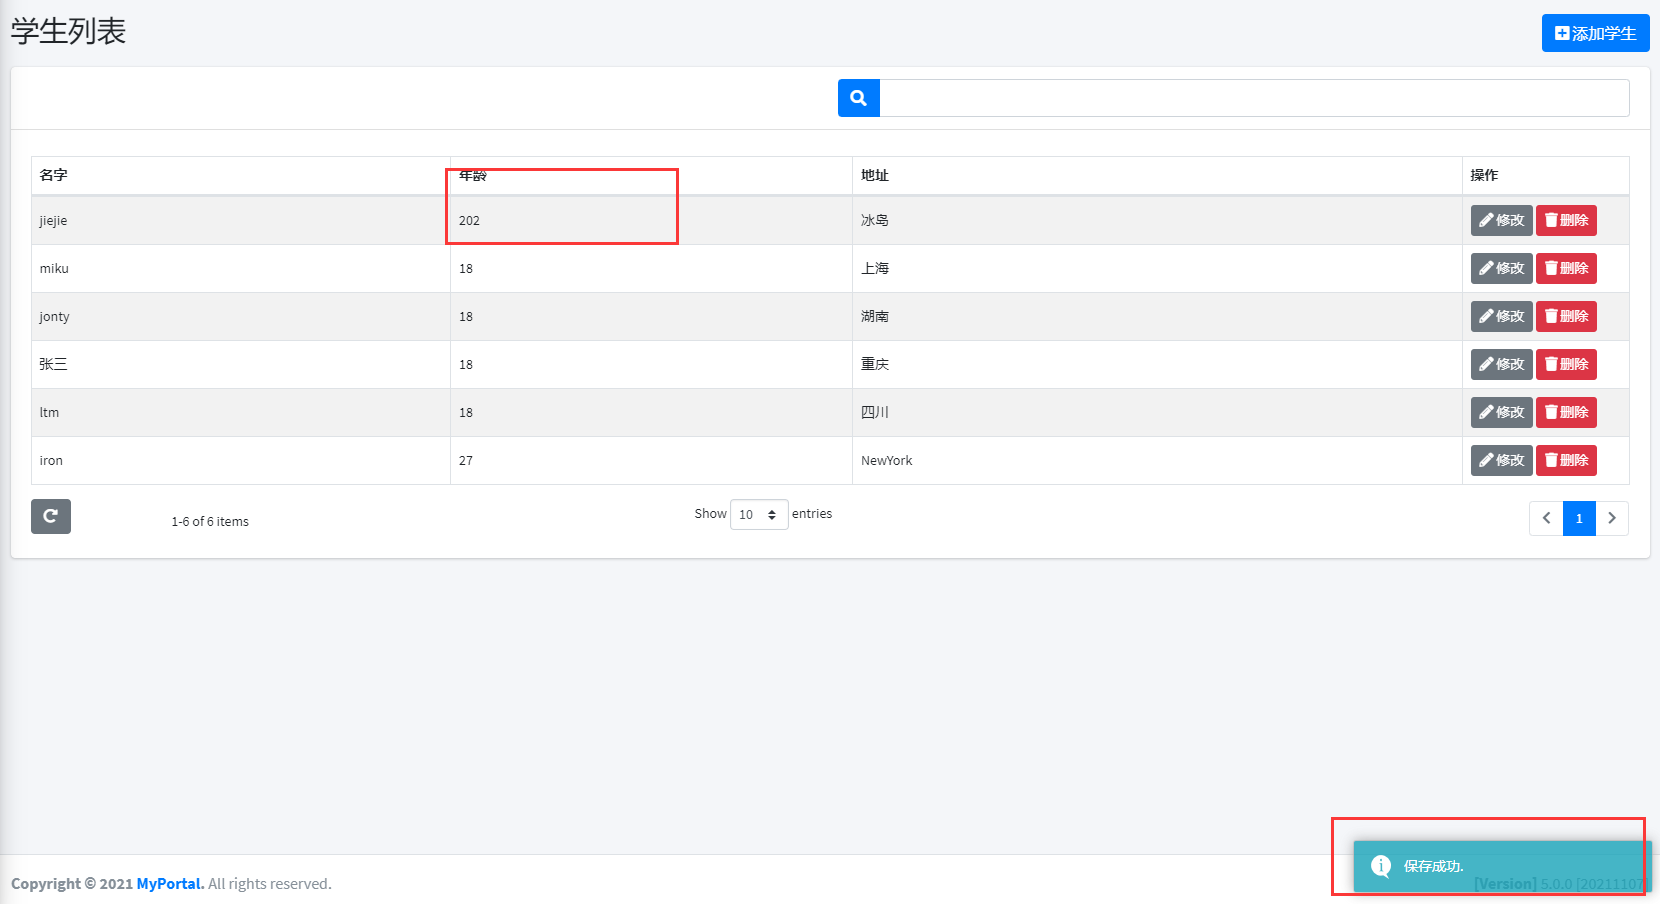 学生列表
添加学生
名字 年龄 地址 操作
jiejie 202 冰岛 修改 删除
miku 18 上海 修改 删除
jonty 18 湖南 修改 删除
张三 18 重庆 修改 删除
ltm 18 四川 修改 删除
iron 27 NewYork 修改 删除
1-6 of 6 items Show 10 entries 1
保存成功.
Copyright © 2021 MyPortal. All rights reserved. [Version] 5.0.0 [20211107]